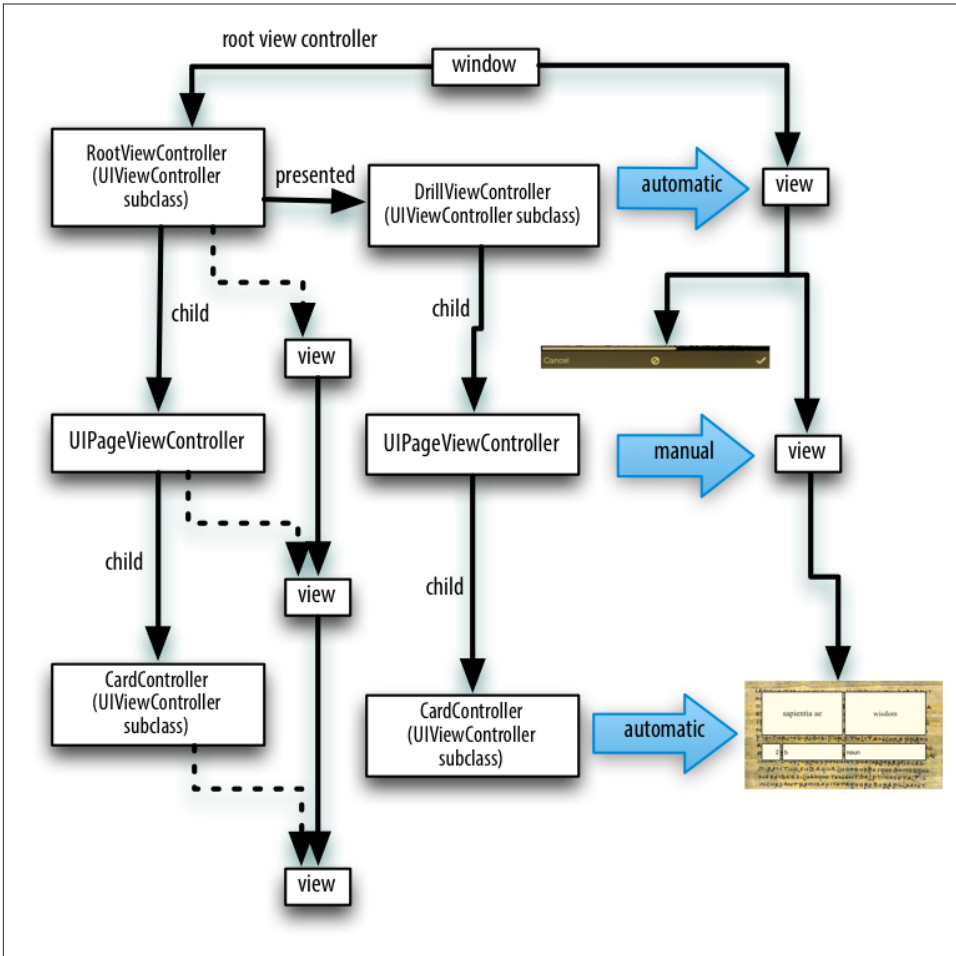 root view controller
window
RootViewController
(UIViewController
subclass)
presented
DrillViewController
(UIViewController subclass)
automatic
view
child
child
view
Cancel
UIPageViewController
UIPageViewController
manual
view
child
child
view
CardController
(UIViewController
subclass)
CardController
(UIViewController
subclass)
automatic
sapientia ae
wisdom
2
b
noun
view